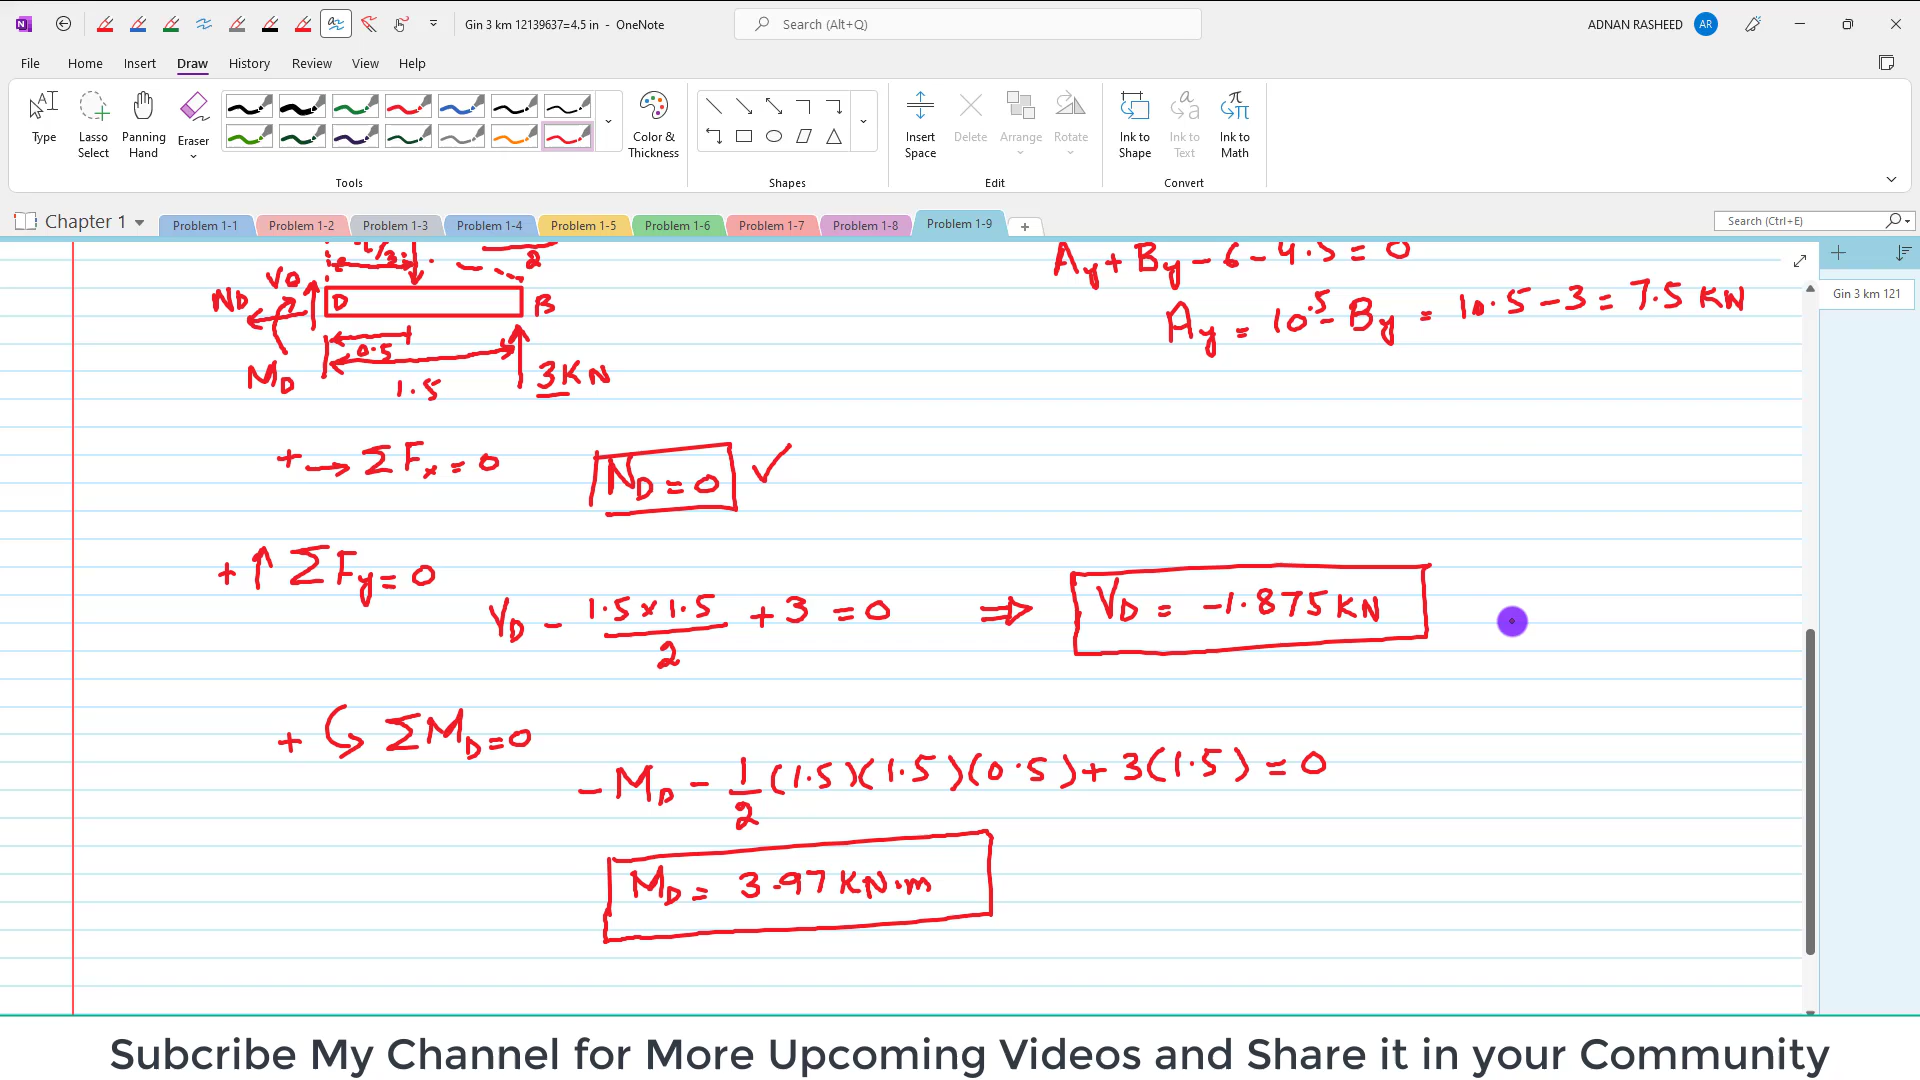 Gin 3 km 12139637=4.5 in - OneNote
Search (Alt+Q)
ADNAN RASHEED AR
File Home Insert Draw History Review View Help
Type
Lasso Select
Panning Hand
Eraser
Color & Thickness
Insert Space
Delete
Arrange
Rotate
Ink to Shape
Ink to Text
Ink to Math
Tools Shapes Edit Convert
Chapter 1 Problem 1-1 Problem 1-2 Problem 1-3 Problem 1-4 Problem 1-5 Problem 1-6 Problem 1-7 Problem 1-8 Problem 1-9 +
Search (Ctrl+E)
Gin 3 km 121
2
Ay + By - 6 - 4.5 = 0
Ay = 10.5 - By = 10.5 - 3 = 7.5 KN
VD
ND D B
0.5
MD 1.5 3KN
+ → ΣFx = 0 ND = 0 ✓
+ ↑ ΣFy = 0
VD - 1.5 x 1.5 / 2 + 3 = 0 ⇒ VD = -1.875 KN
+ ΣMD = 0
- MD - 1/2 (1.5)(1.5)(0.5) + 3(1.5) = 0
MD = 3.97 KN.m
Subcribe My Channel for More Upcoming Videos and Share it in your Community